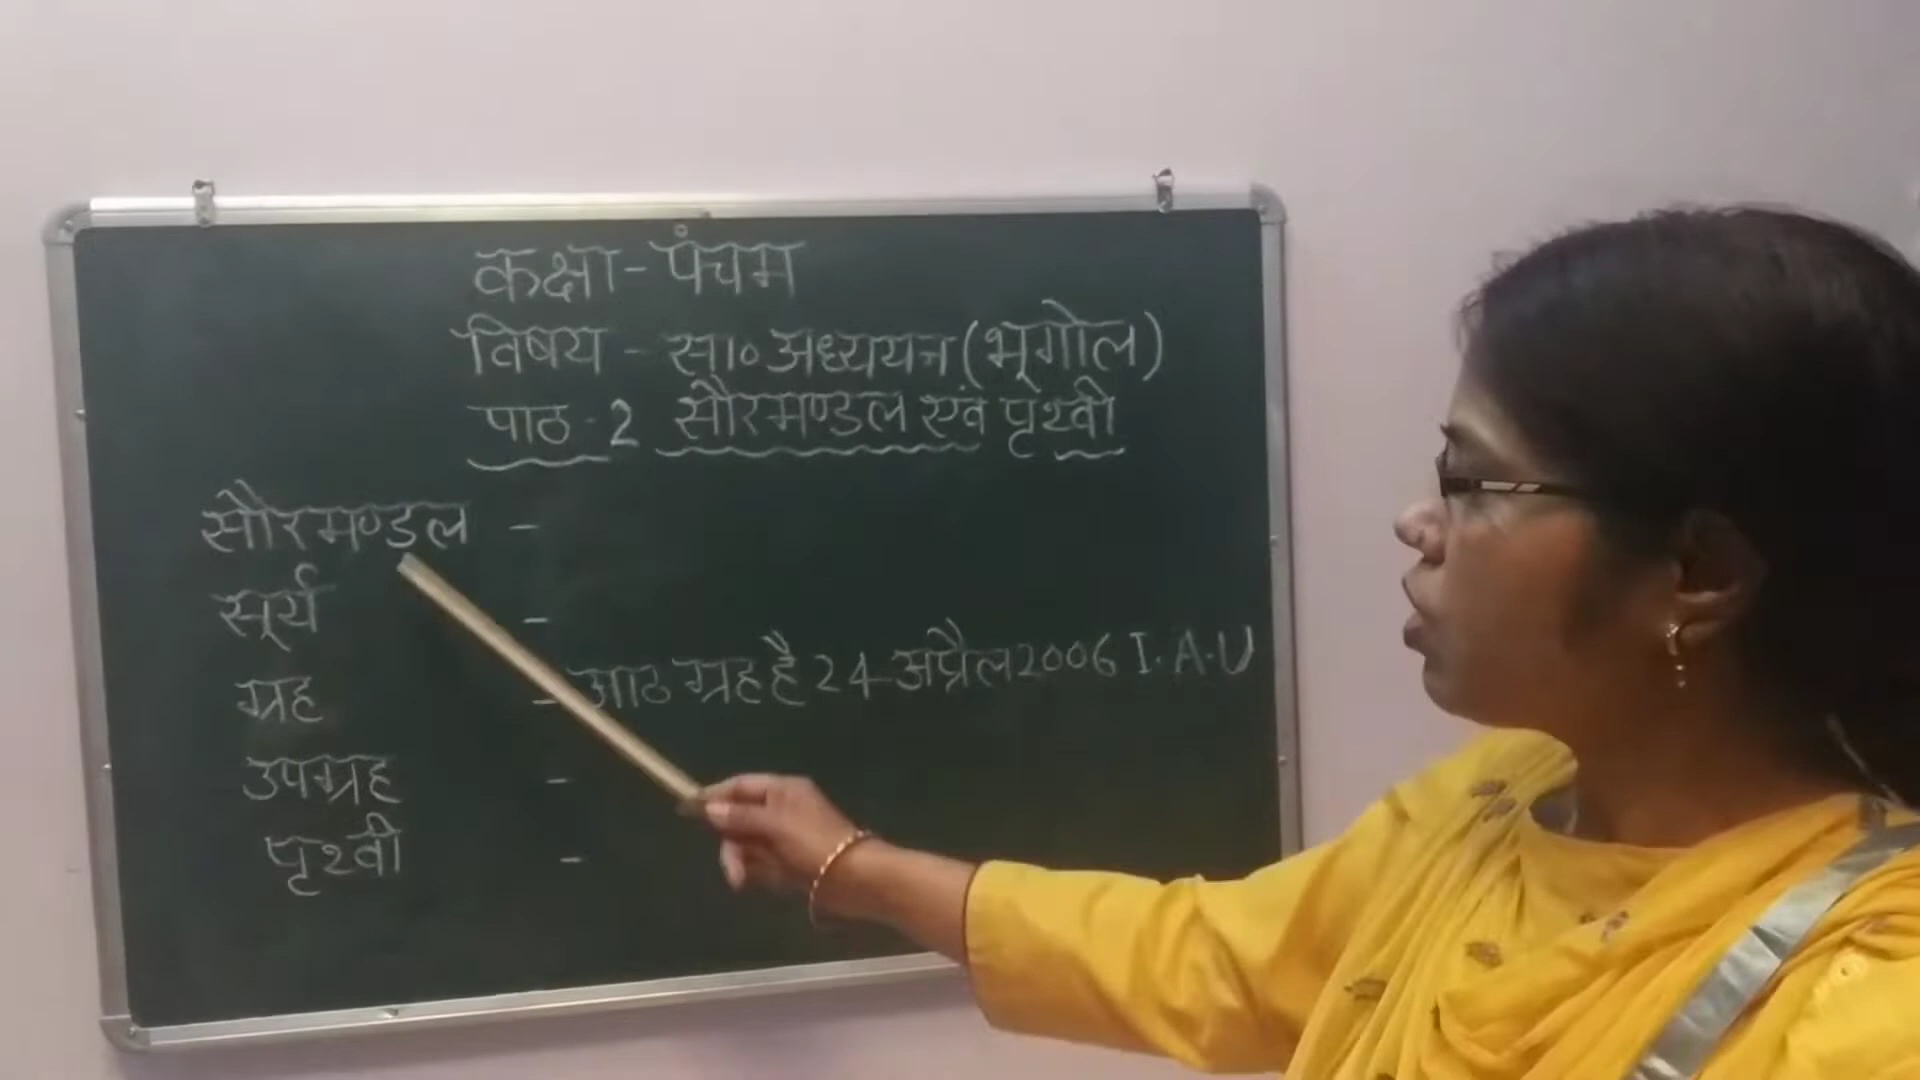 कक्षा - पंचम
विषय - सा० अध्ययन (भूगोल)
पाठ - 2 सौरमण्डल एवं पृथ्वी
सौरमण्डल -
सूर्य -
ग्रह - आठ ग्रह है 24 अप्रैल 2006 I.A.U
उपग्रह -
पृथ्वी -